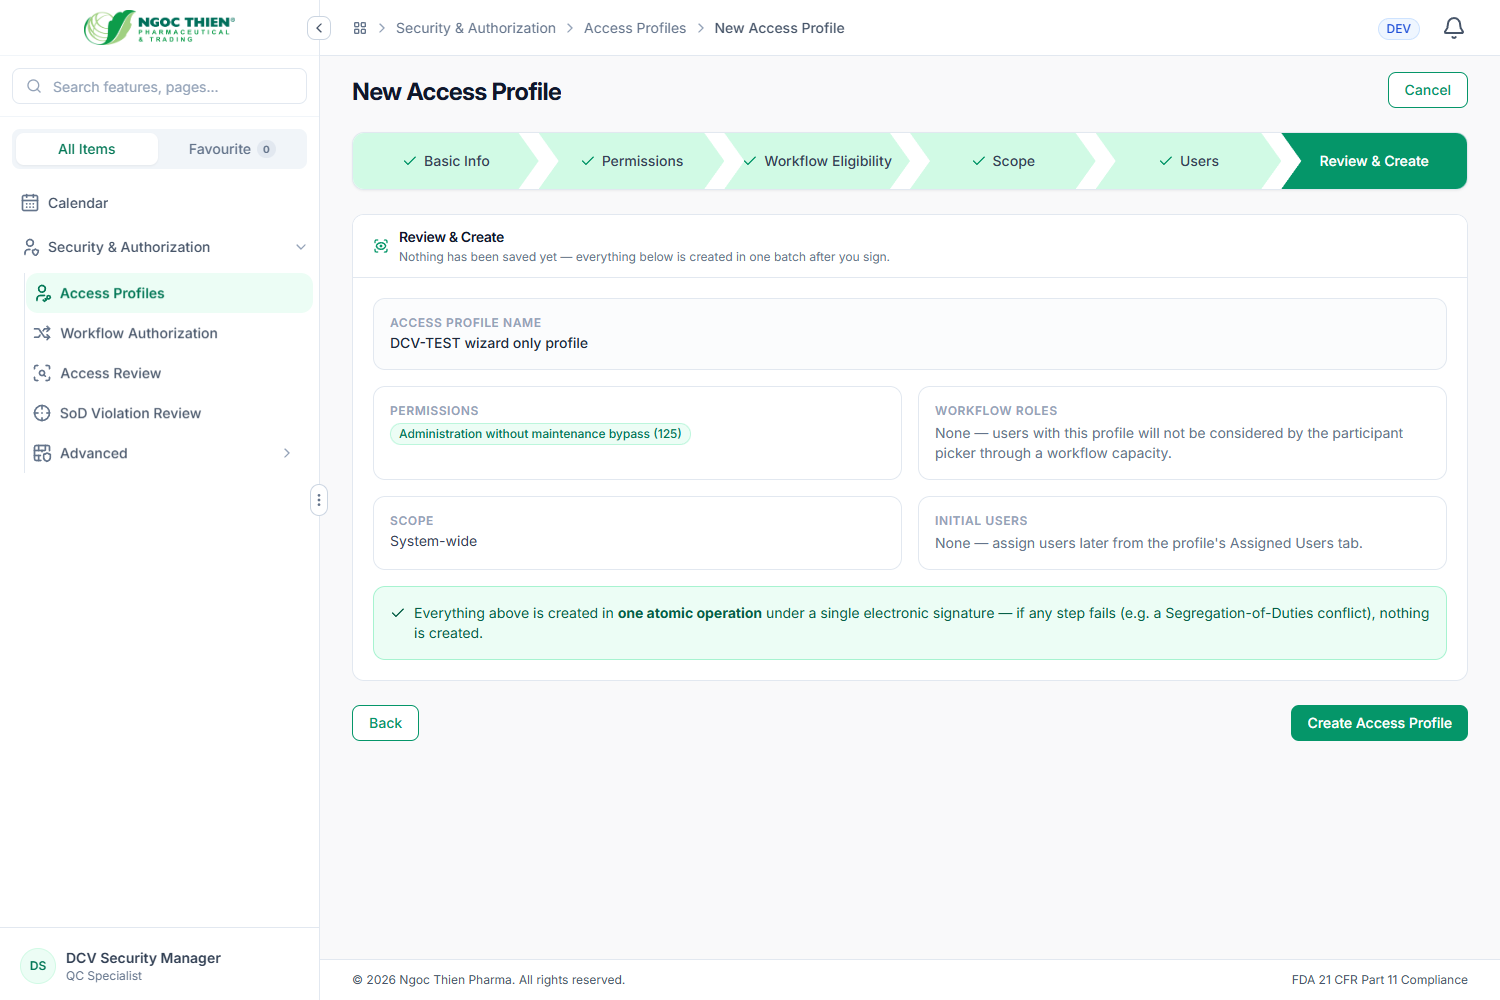 NGOC THIEN®
PHARMACEUTICAL
& TRADING
Security & Authorization
Access Profiles
New Access Profile
DEV
Search features, pages...
All Items
Favourite 0
Calendar
Security & Authorization
Access Profiles
Workflow Authorization
Access Review
SoD Violation Review
Advanced
DS
DCV Security Manager
QC Specialist
New Access Profile
Cancel
Basic Info
Permissions
Workflow Eligibility
Scope
Users
Review & Create
Review & Create
Nothing has been saved yet — everything below is created in one batch after you sign.
ACCESS PROFILE NAME
DCV-TEST wizard only profile
PERMISSIONS
Administration without maintenance bypass (125)
WORKFLOW ROLES
None — users with this profile will not be considered by the participant
picker through a workflow capacity.
SCOPE
System-wide
INITIAL USERS
None — assign users later from the profile's Assigned Users tab.
Everything above is created in one atomic operation under a single electronic signature — if any step fails (e.g. a Segregation-of-Duties conflict), nothing
is created.
Back
Create Access Profile
© 2026 Ngoc Thien Pharma. All rights reserved.
FDA 21 CFR Part 11 Compliance